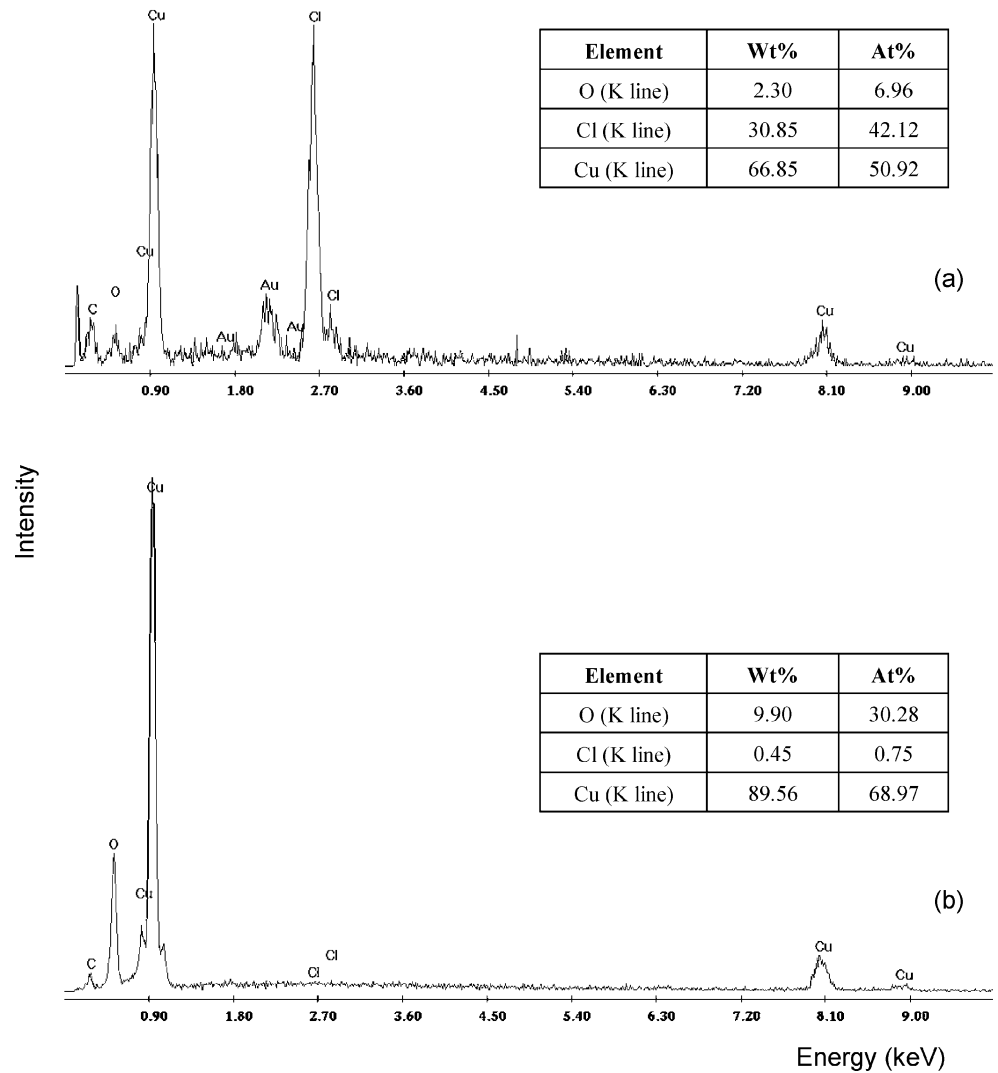 Cu
Cl
Element Wt% At%
O (K line) 2.30 6.96
Cl (K line) 30.85 42.12
Cu (K line) 66.85 50.92
Cu
(a)
O
Au
Cl
C
Au
Au
Cu
Cu
0.90 1.80 2.70 3.60 4.50 5.40 6.30 7.20 8.10 9.00
Intensity
Cu
Element Wt% At%
O (K line) 9.90 30.28
Cl (K line) 0.45 0.75
Cu (K line) 89.56 68.97
O
Cu
(b)
C
Cl
Cl
Cu
Cu
0.90 1.80 2.70 3.60 4.50 5.40 6.30 7.20 8.10 9.00
Energy (keV)